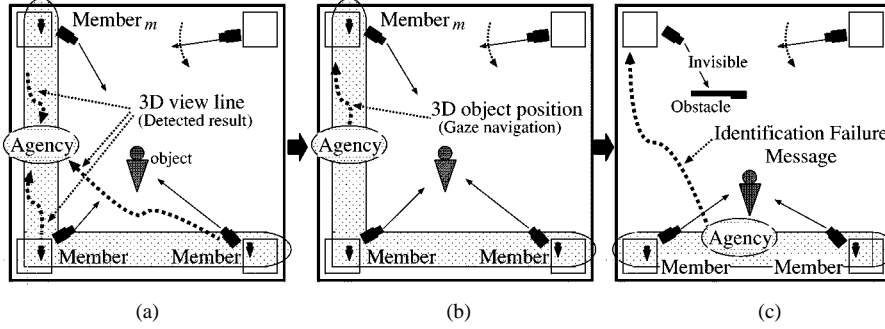 Member m
3D view line
(Detected result)
Agency
object
Member
Member
(a)
Member m
3D object position
(Gaze navigation)
Agency
Member
Member
(b)
Invisible
Obstacle
Identification Failure
Message
Agency
Member
Member
(c)